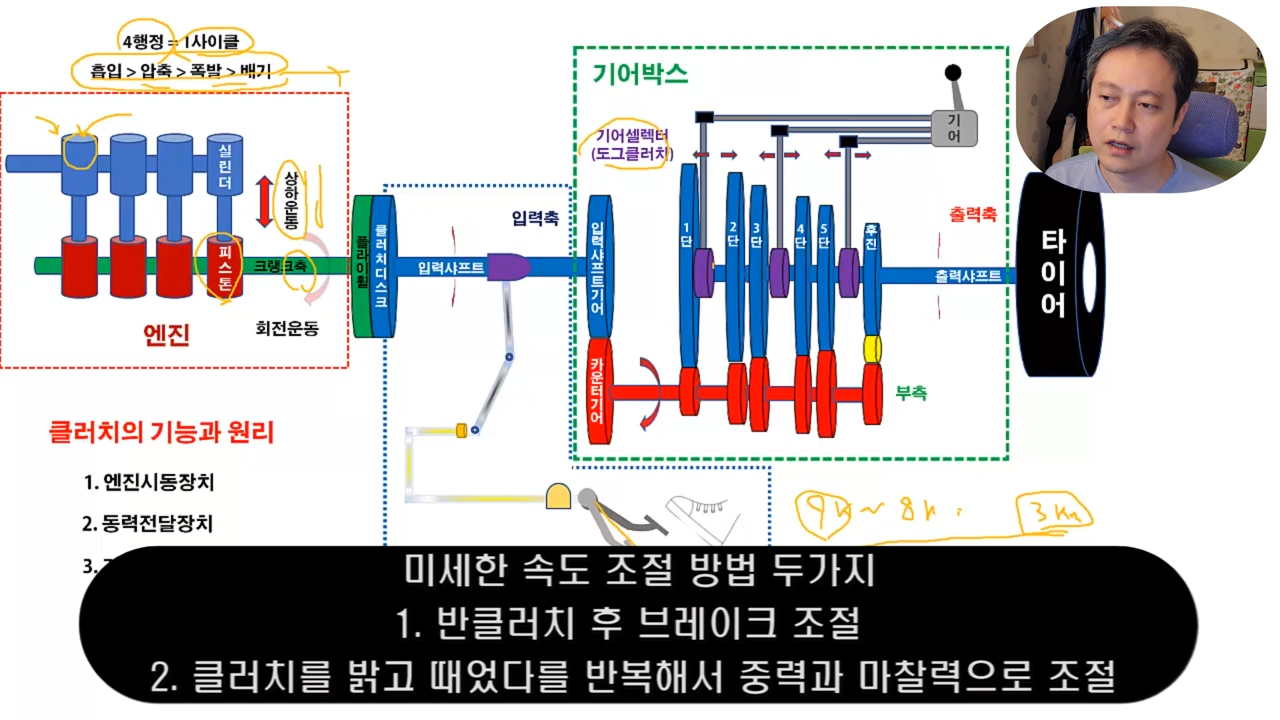 4행정 = 1사이클
흡입 > 압축 > 폭발 > 배기
실린더
상하운동
피스톤
크랭크축
엔진
회전운동
플라이휠
클러치디스크
입력축
입력샤프트
기어박스
기어셀렉터
(도그클러치)
기어
입력샤프트기어
1단
2단
3단
4단
5단
후진
출력축
출력샤프트
타이어
카운터기어
부측
클러치의 기능과 원리
1. 엔진시동장치
2. 동력전달장치
3.
9k ~ 8k :
3km
미세한 속도 조절 방법 두가지
1. 반클러치 후 브레이크 조절
2. 클러치를 밝고 때었다를 반복해서 중력과 마찰력으로 조절